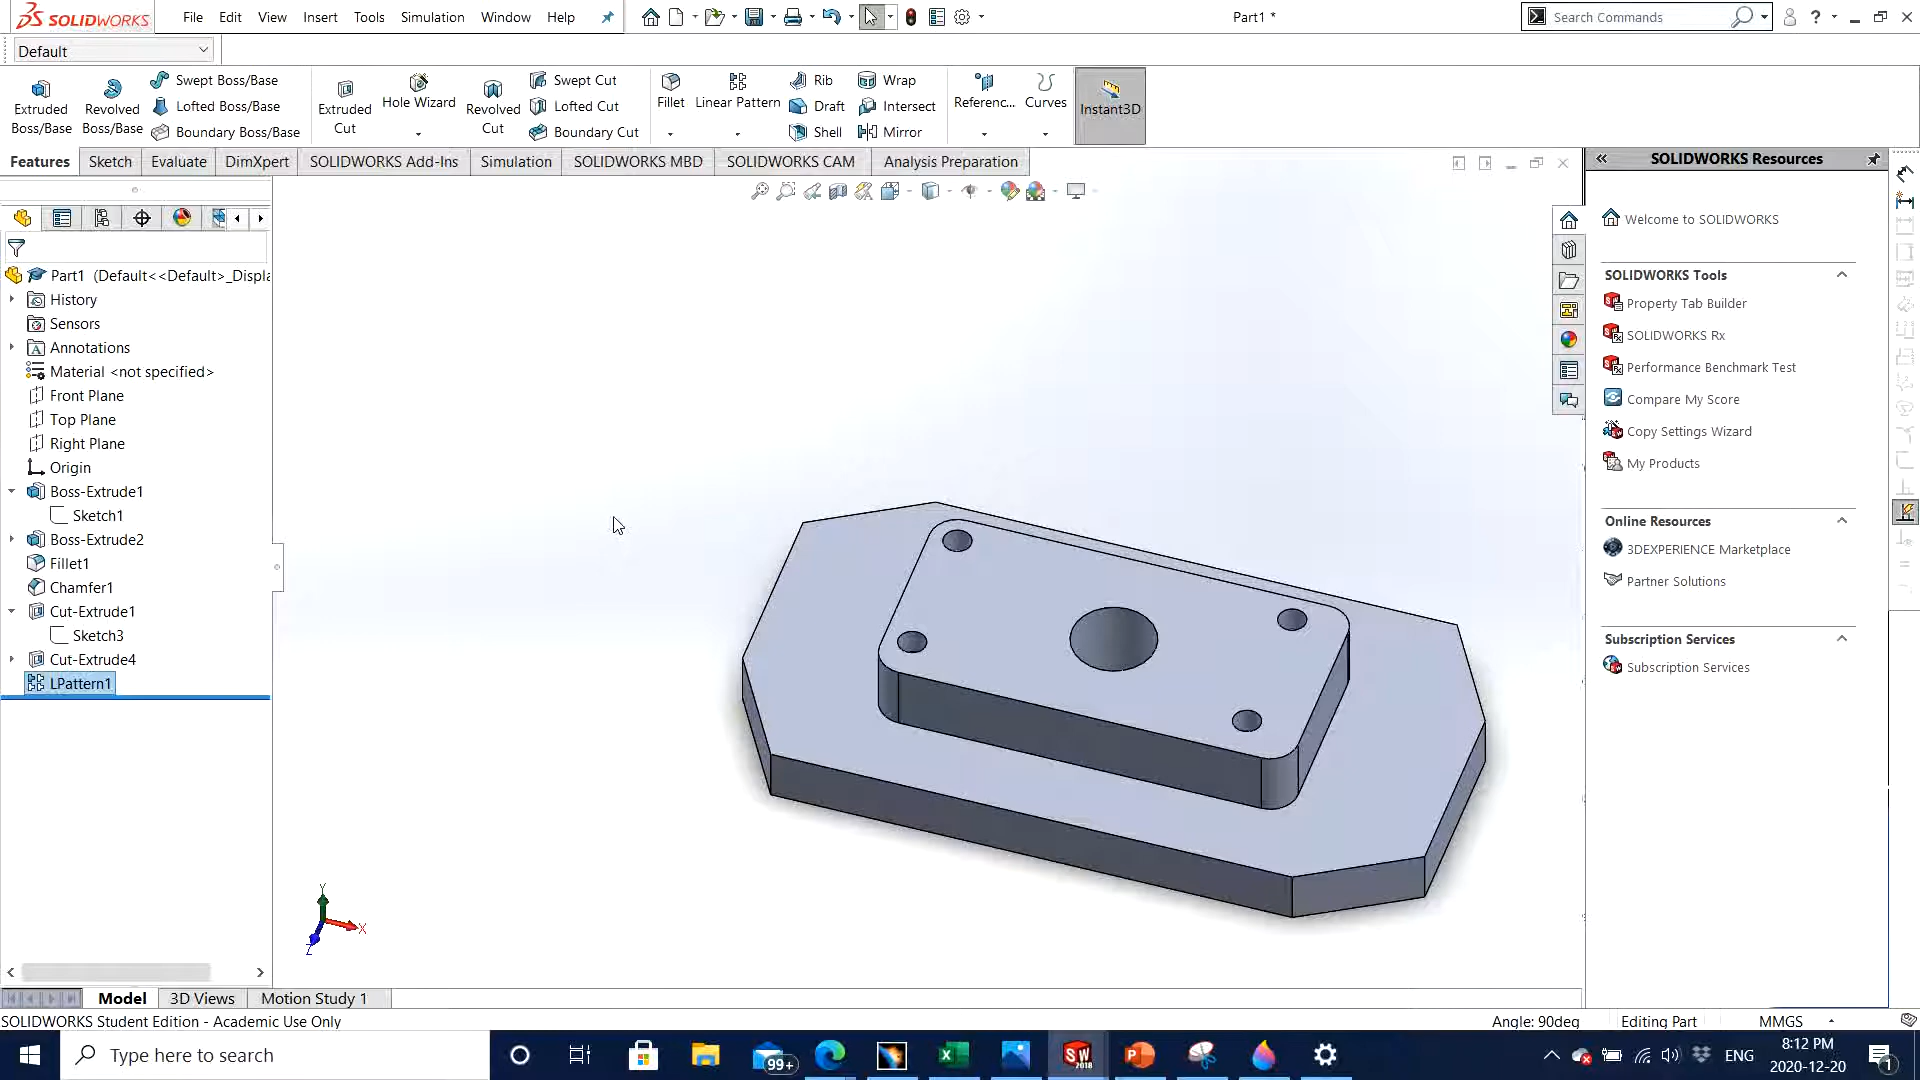 SOLIDWORKS
File Edit View Insert Tools Simulation Window Help
Part1 *
Search Commands
Default
Extruded Boss/Base
Revolved Boss/Base
Swept Boss/Base
Lofted Boss/Base
Boundary Boss/Base
Extruded Cut
Hole Wizard
Revolved Cut
Swept Cut
Lofted Cut
Boundary Cut
Fillet
Linear Pattern
Rib
Draft
Shell
Wrap
Intersect
Mirror
Referenc...
Curves
Instant3D
Features Sketch Evaluate DimXpert SOLIDWORKS Add-Ins Simulation SOLIDWORKS MBD SOLIDWORKS CAM Analysis Preparation
Part1 (Default<<Default>_Displa
History
Sensors
Annotations
Material <not specified>
Front Plane
Top Plane
Right Plane
Origin
Boss-Extrude1
Sketch1
Boss-Extrude2
Fillet1
Chamfer1
Cut-Extrude1
Sketch3
Cut-Extrude4
LPattern1
Y
X
Z
SOLIDWORKS Resources
Welcome to SOLIDWORKS
SOLIDWORKS Tools
Property Tab Builder
SOLIDWORKS Rx
Performance Benchmark Test
Compare My Score
Copy Settings Wizard
My Products
Online Resources
3DEXPERIENCE Marketplace
Partner Solutions
Subscription Services
Subscription Services
Model 3D Views Motion Study 1
SOLIDWORKS Student Edition - Academic Use Only
Angle: 90deg Editing Part MMGS
Type here to search
99+
SW
2018
ENG
8:12 PM
2020-12-20
1